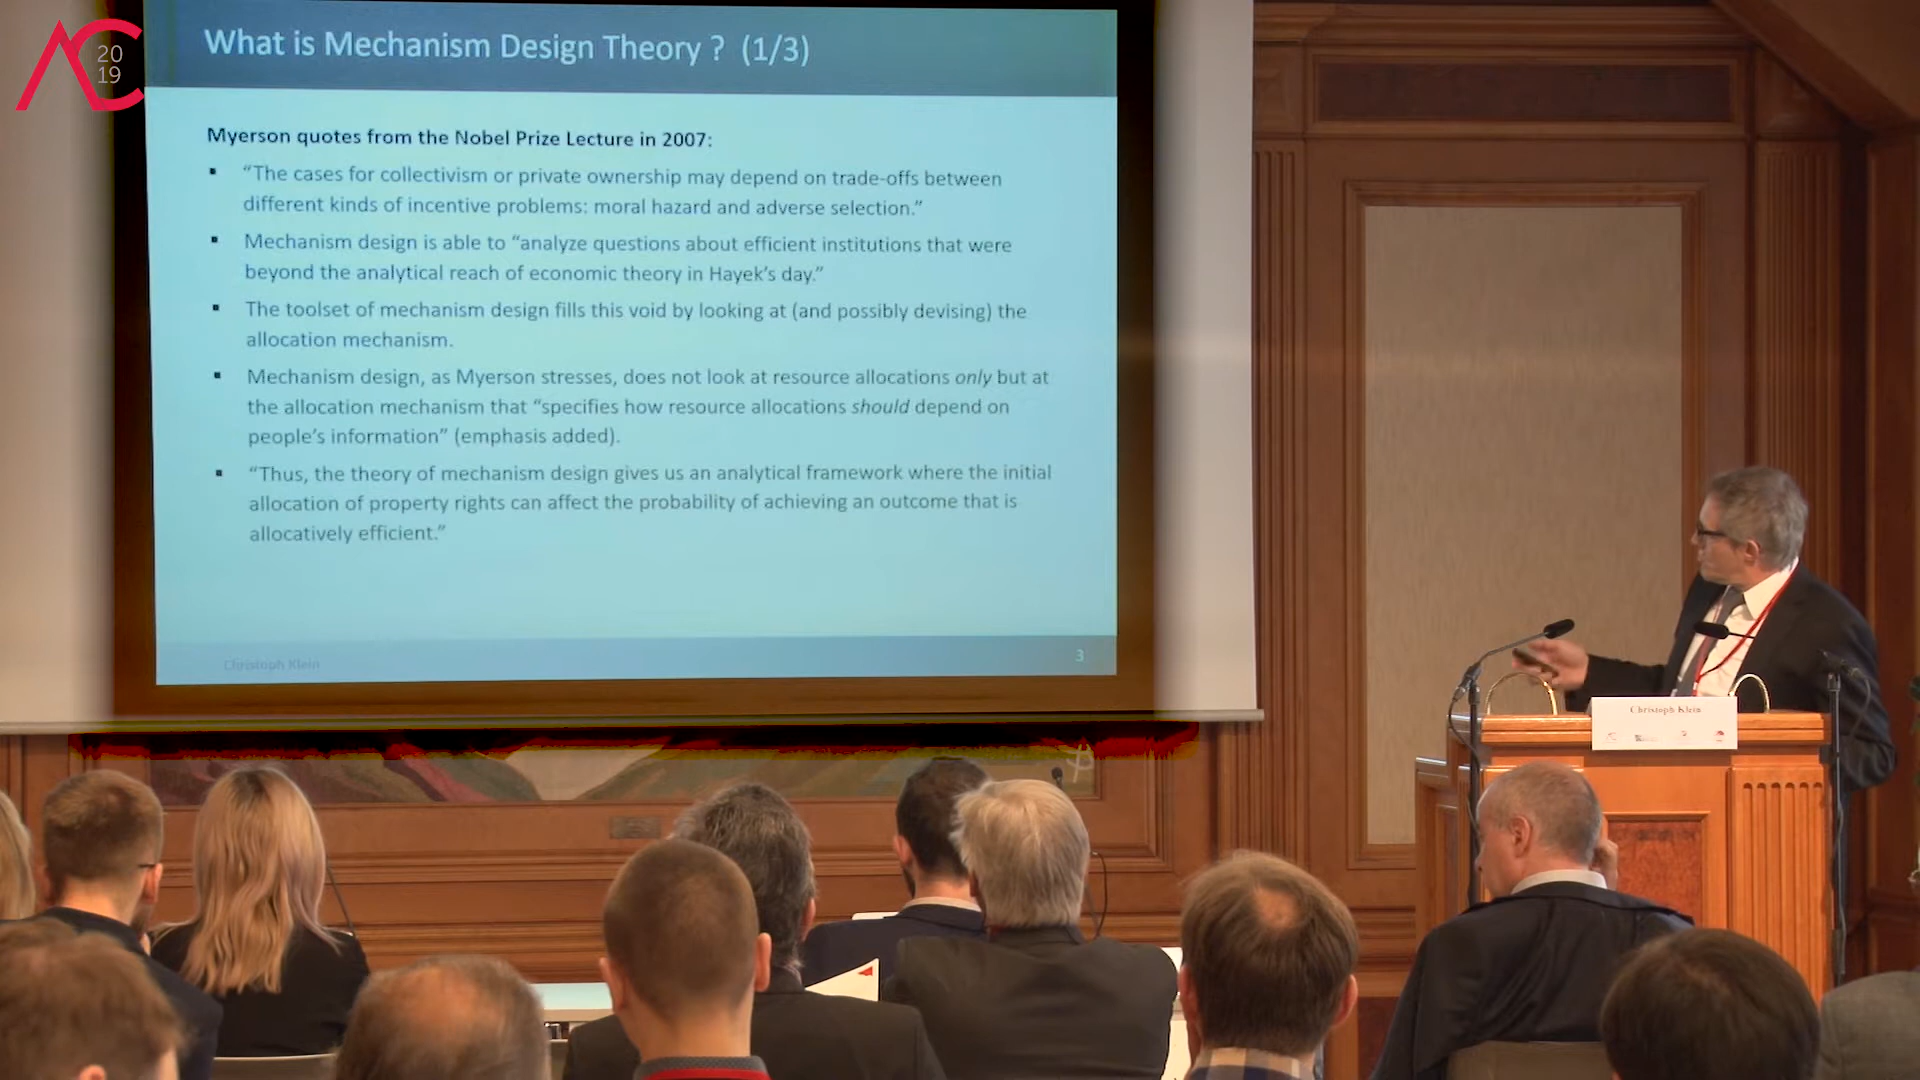 20
19
What is Mechanism Design Theory ? (1/3)
Myerson quotes from the Nobel Prize Lecture in 2007:
▪ “The cases for collectivism or private ownership may depend on trade-offs between
different kinds of incentive problems: moral hazard and adverse selection.”
▪ Mechanism design is able to “analyze questions about efficient institutions that were
beyond the analytical reach of economic theory in Hayek’s day.”
▪ The toolset of mechanism design fills this void by looking at (and possibly devising) the
allocation mechanism.
▪ Mechanism design, as Myerson stresses, does not look at resource allocations only but at
the allocation mechanism that “specifies how resource allocations should depend on
people’s information” (emphasis added).
▪ “Thus, the theory of mechanism design gives us an analytical framework where the initial
allocation of property rights can affect the probability of achieving an outcome that is
allocatively efficient.”
Christoph Klein
3
Christoph Klein